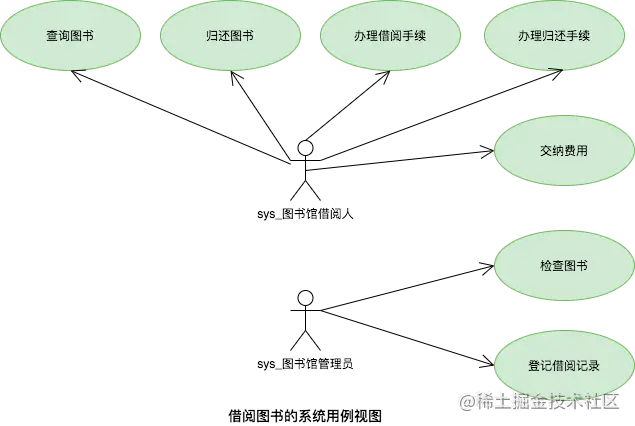 查询图书
归还图书
办理借阅手续
办理归还手续
交纳费用
sys_图书馆借阅人
检查图书
sys_图书馆管理员
登记借阅记录
@稀土掘金技术社区
借阅图书的系统用例视图